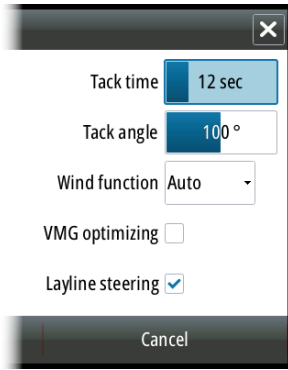 Tack time 12 sec
Tack angle 100 °
Wind function Auto
VMG optimizing
Layline steering
Cancel